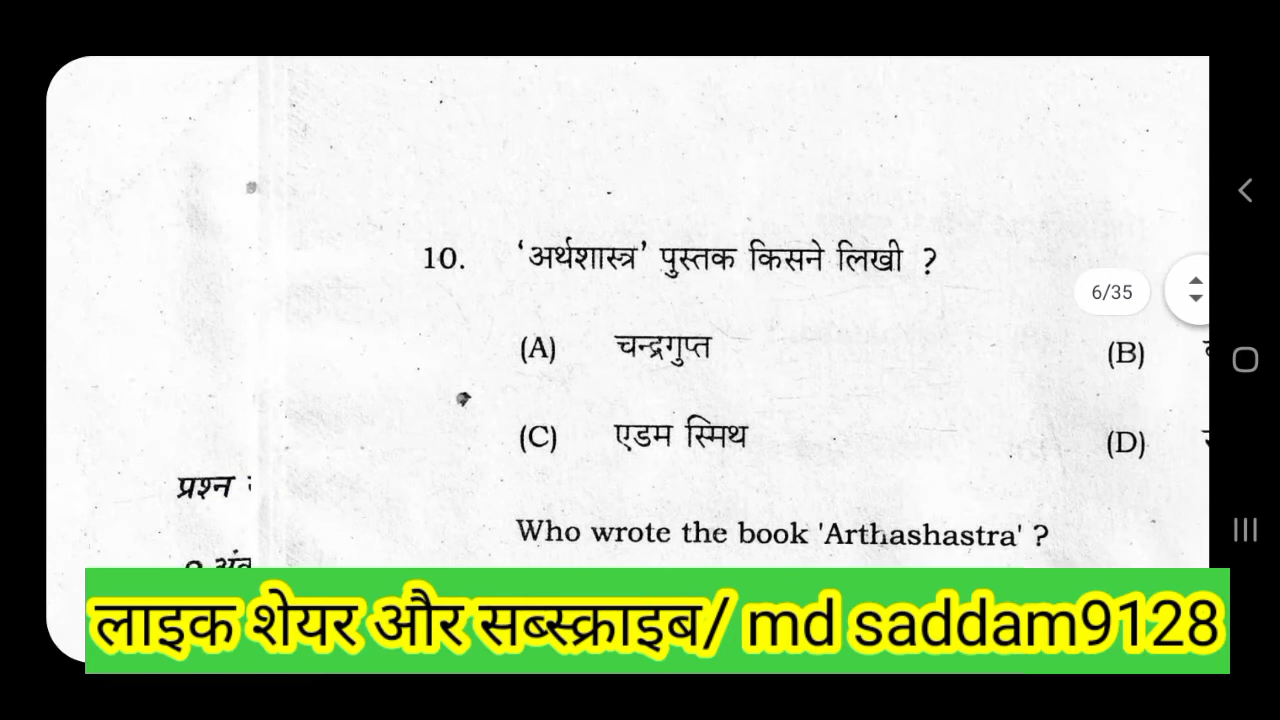 10. 'अर्थशास्त्र' पुस्तक किसने लिखी ?
6/35
(A) चन्द्रगुप्त (B)
(C) एडम स्मिथ (D)
प्रश्न
Who wrote the book 'Arthashastra' ?
लाइक शेयर और सब्स्क्राइब/ md saddam9128